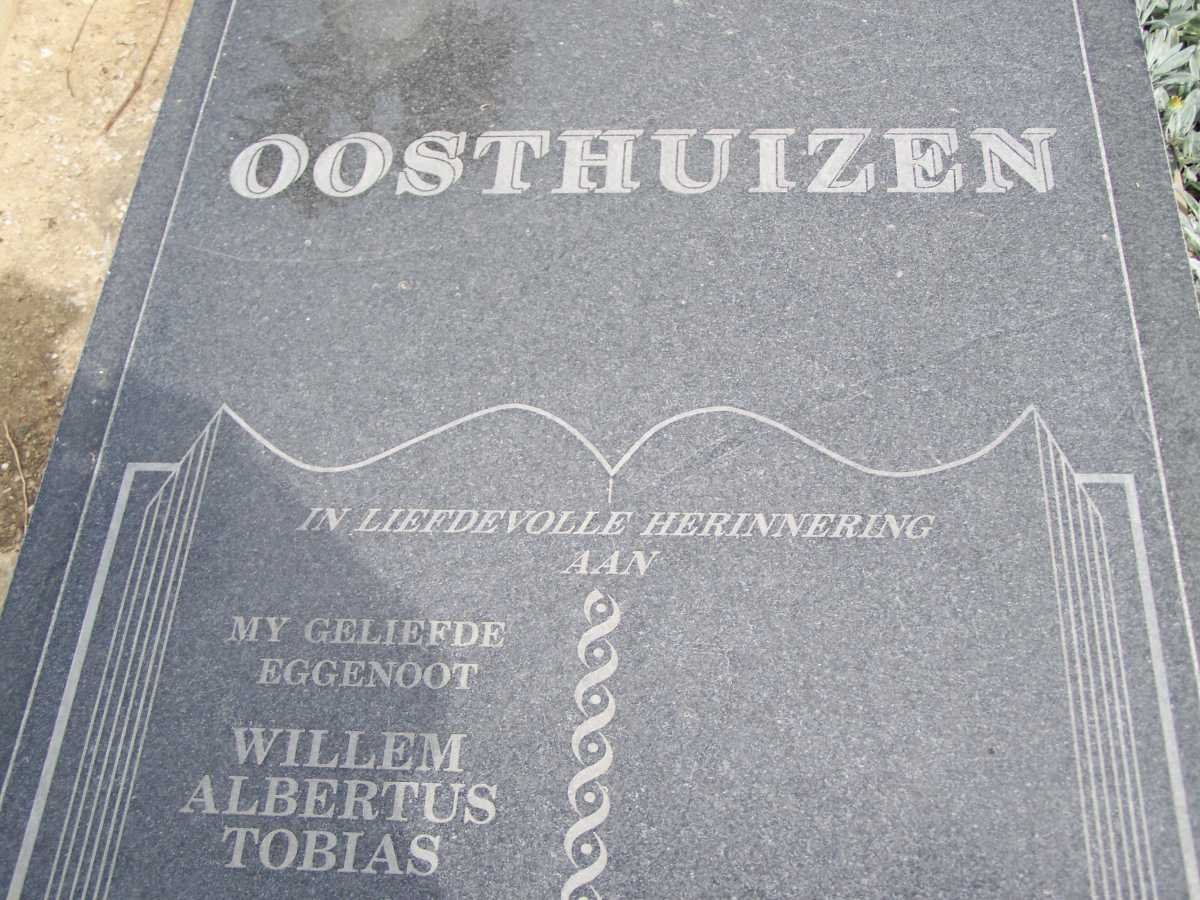 OOSTHUIZEN
IN LIEFDEVOLLE HERINNERING
AAN
MY GELIEFDE
EGGENOOT
WILLEM
ALBERTUS
TOBIAS